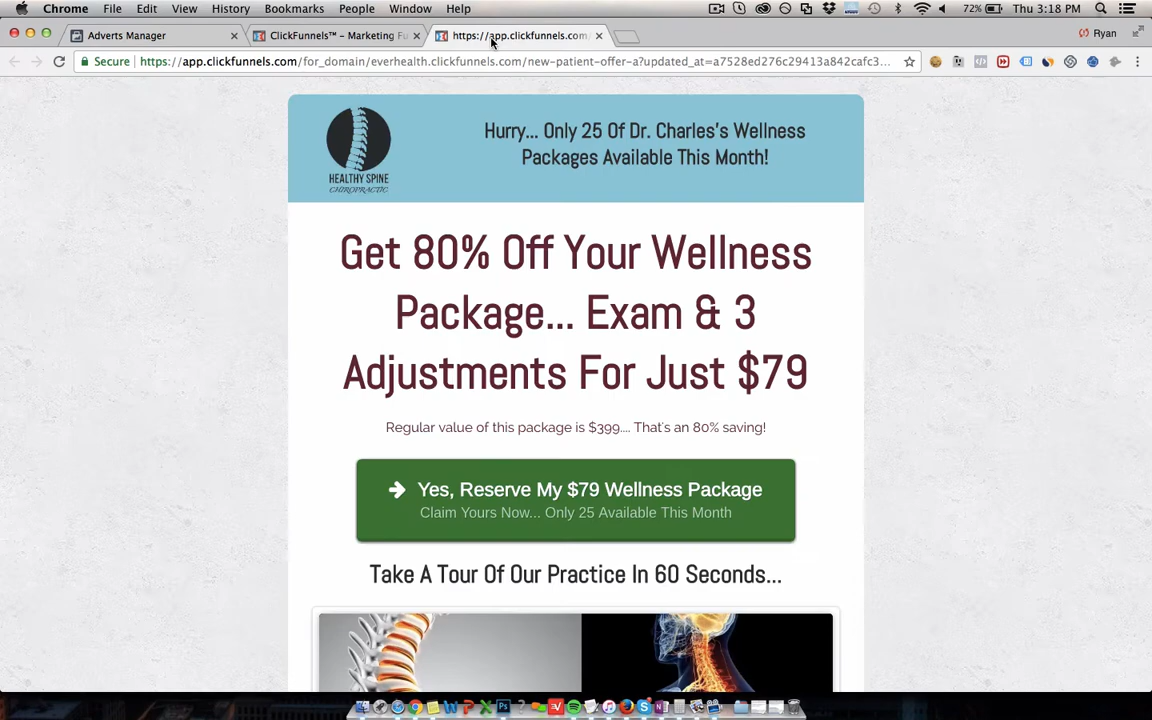 Chrome File Edit View History Bookmarks People Window Help
72% Thu 3:18 PM
Adverts Manager
ClickFunnels™ – Marketing Fu
https://app.clickfunnels.com/
Ryan
Secure https://app.clickfunnels.com/for_domain/everhealth.clickfunnels.com/new-patient-offer-a?updated_at=a7528ed276c29413a842cafc3...
HEALTHY SPINE
CHIROPRACTIC
Hurry... Only 25 Of Dr. Charles's Wellness
Packages Available This Month!
Get 80% Off Your Wellness
Package... Exam & 3
Adjustments For Just $79
Regular value of this package is $399.... That's an 80% saving!
Yes, Reserve My $79 Wellness Package
Claim Yours Now... Only 25 Available This Month
Take A Tour Of Our Practice In 60 Seconds...